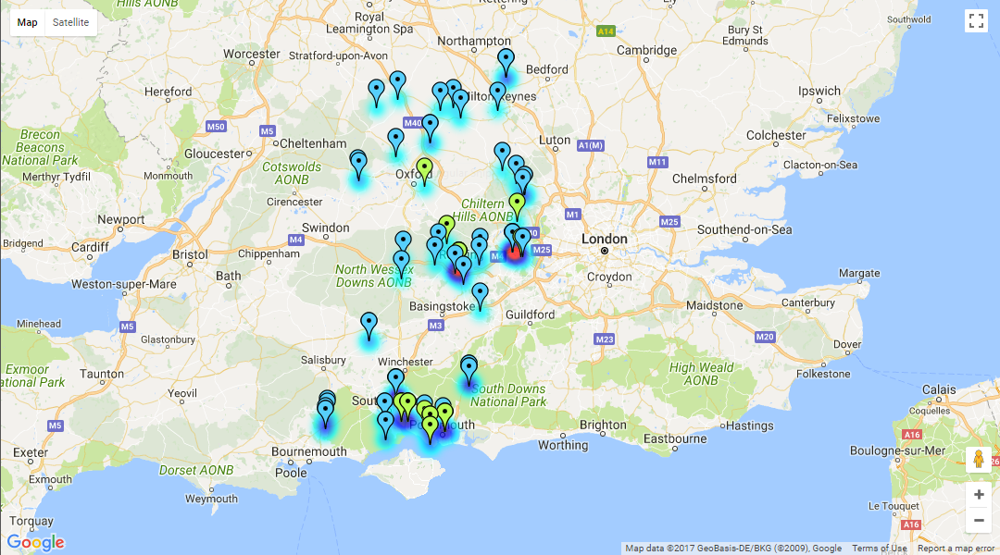 Hills AONB
Kettering
Ely
Map
Satellite
Royal
Leamington Spa
Southwold
A14
Bury St
Edmunds
Northampton
Cambridge
Worcester
Stratford-upon-Avon
Bedford
Hereford
Ipswich
M50
M40
Felixstowe
M5
Brecon
Beacons
National Park
Cheltenham
Luton
A1(M)
Colchester
Gloucester
M11
Clacton-on-Sea
Merthyr Tydfil
Monmouth
Cotswolds
AONB
Oxford
Chelmsford
Cirencester
Chiltern
Hills AONB
Newport
Swindon
M1
M25
Southend-on-Sea
Bridgend
Cardiff
M4
London
Bristol
Chippenham
M4
M25
Bath
North Wessex
Downs AONB
Croydon
Margate
Weston-super-Mare
Basingstoke
Guildford
Maidstone
Canterbury
Minehead
M5
M3
M23
M20
Glastonbury
Dover
Exmoor
National Park
Salisbury
Winchester
High Weald
AONB
Folkestone
Taunton
Yeovil
South Downs
National Park
Calais
Coquelles
M5
Brighton
Hastings
A16
Worthing
Eastbourne
Exeter
Bournemouth
Boulogne-sur-Mer
Poole
Dorset AONB
Exmouth
Weymouth
Le Touquet
Torquay
A16
Google
Map data ©2017 GeoBasis-DE/BKG (©2009), Google
Terms of Use
Report a map error